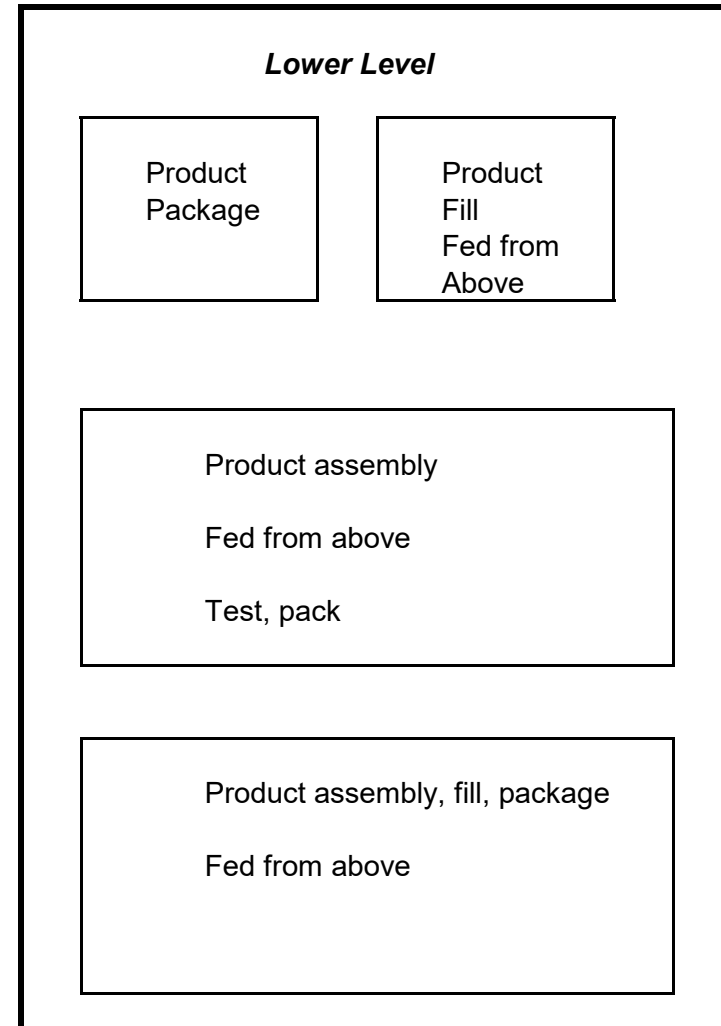 Lower Level
Product
Package
Product
Fill
Fed from
Above
Product assembly
Fed from above
Test, pack
Product assembly, fill, package
Fed from above